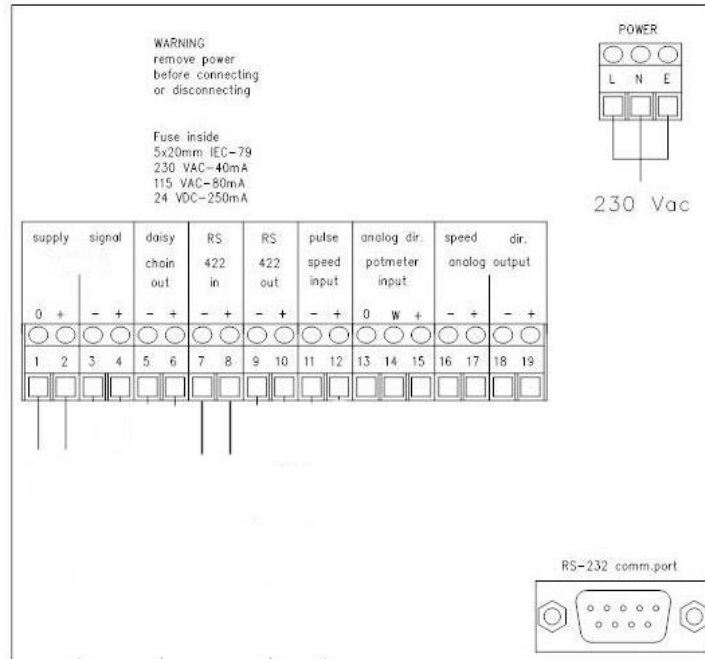 WARNING
remove power
before connecting
or disconnecting
Fuse inside
5x20mm IEC-79
230 VAC-40mA
115 VAC-80mA
24 VDC-250mA
POWER
L N E
230 Vac
supply signal daisy RS RS pulse analog dir. speed dir.
chain 422 422 speed potmeter analog output
out in out input input
0 + - + - + - + - + - + 0 W + - + - +
1 2 3 4 5 6 7 8 9 10 11 12 13 14 15 16 17 18 19
RS-232 comm.port